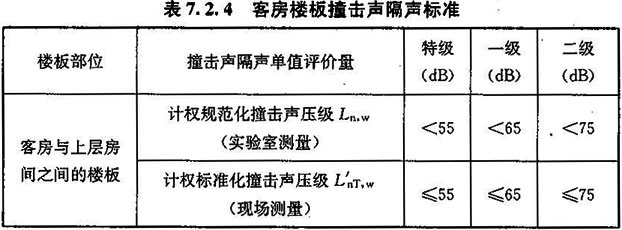 表7.2.4 客房楼板撞击声隔声标准
楼板部位 撞击声隔声单值评价量 特级（dB） 一级（dB） 二级（dB）
客房与上层房间之间的楼板
计权规范化撞击声压级 Ln,w（实验室测量） ＜55 ＜65 ＜75
计权标准化撞击声压级 L′nT,w（现场测量） ≤55 ≤65 ≤75